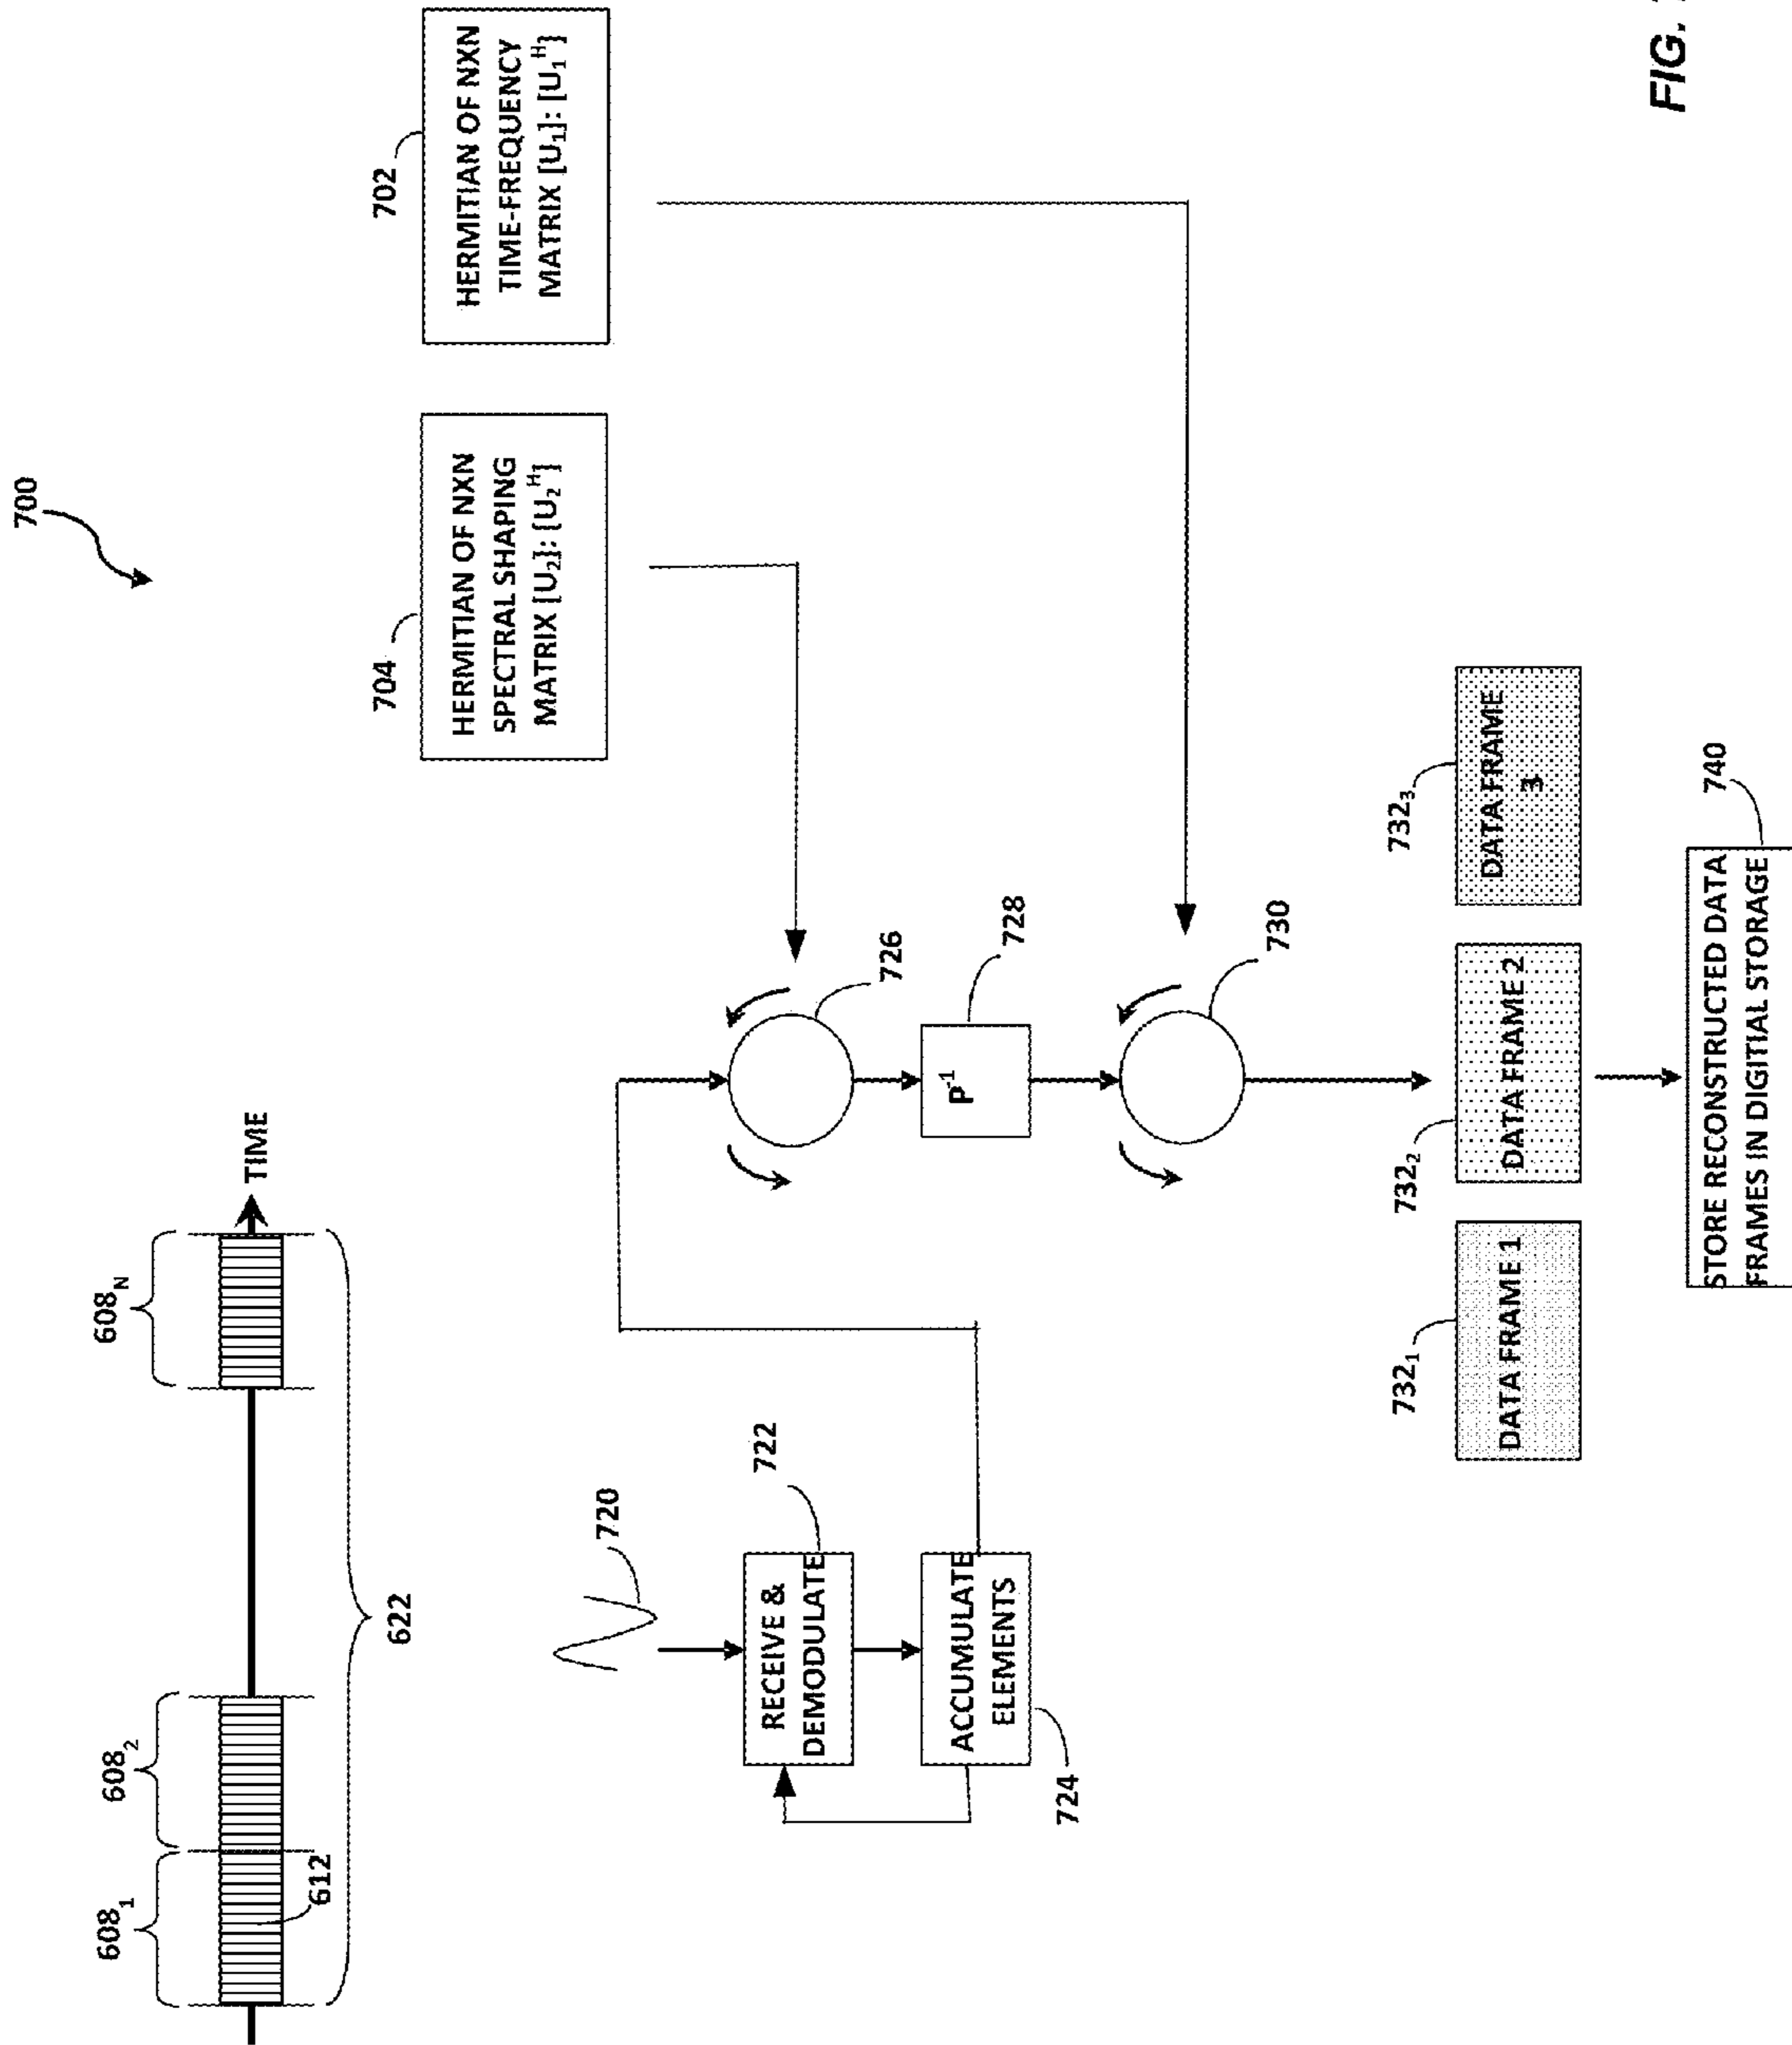 700
608₁
608₂
608N
612
TIME
622
704
HERMITIAN OF NXN
SPECTRAL SHAPING
MATRIX [U₂]: [U₂ᴴ]
702
HERMITIAN OF NXN
TIME-FREQUENCY
MATRIX [U₁]: [U₁ᴴ]
720
RECEIVE &
DEMODULATE
722
ACCUMULATE
ELEMENTS
724
726
P⁻¹
728
730
732₁
DATA FRAME 1
732₂
DATA FRAME 2
732₃
DATA FRAME
3
STORE RECONSTRUCTED DATA
FRAMES IN DIGITIAL STORAGE
740
FIG.